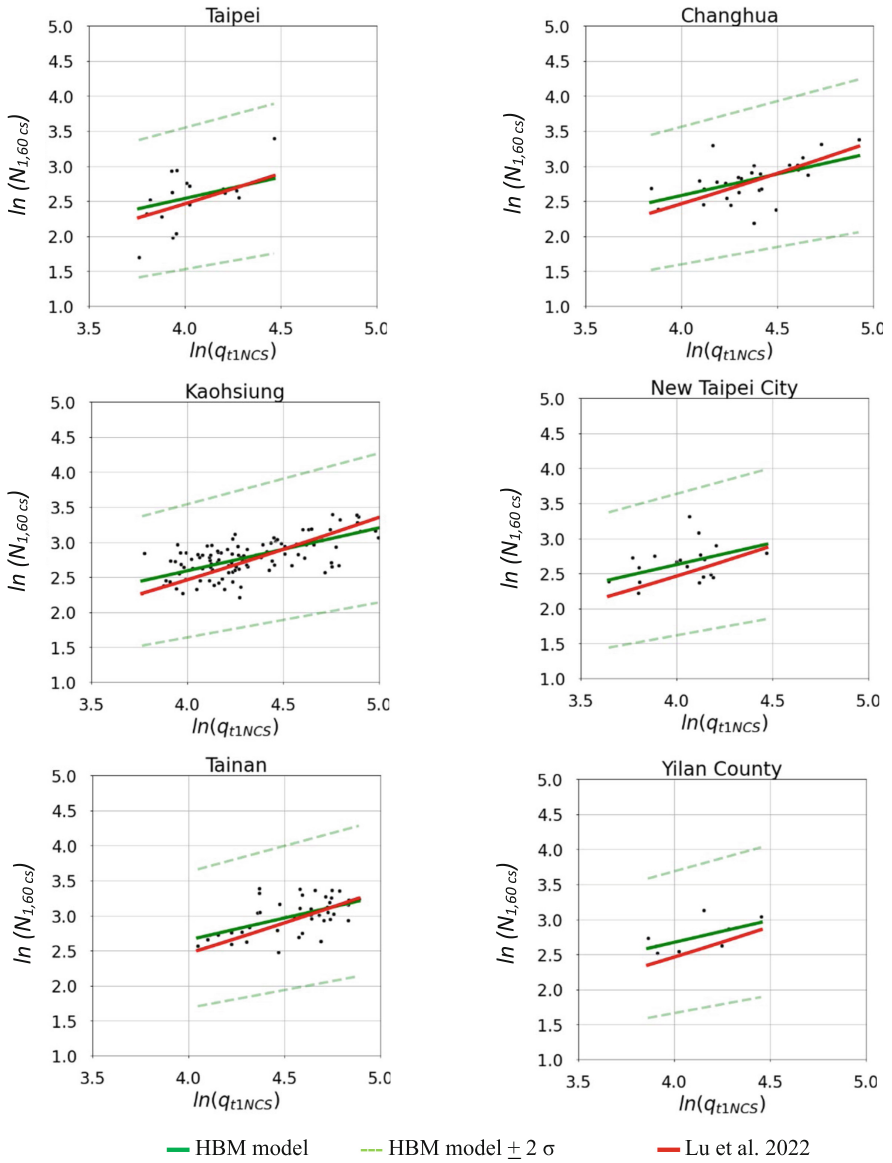 Taipei
5.0
4.5
4.0
3.5
3.0
2.5
2.0
1.5
1.0
ln (N1,60 cs)
3.5 4.0 4.5 5.0
ln(qt1NCS)
Changhua
5.0
4.5
4.0
3.5
3.0
2.5
2.0
1.5
1.0
ln (N1,60 cs)
3.5 4.0 4.5 5.0
ln(qt1NCS)
Kaohsiung
5.0
4.5
4.0
3.5
3.0
2.5
2.0
1.5
1.0
ln (N1,60 cs)
3.5 4.0 4.5 5.0
ln(qt1NCS)
New Taipei City
5.0
4.5
4.0
3.5
3.0
2.5
2.0
1.5
1.0
ln (N1,60 cs)
3.5 4.0 4.5 5.0
ln(qt1NCS)
Tainan
5.0
4.5
4.0
3.5
3.0
2.5
2.0
1.5
1.0
ln (N1,60 cs)
3.5 4.0 4.5 5.0
ln(qt1NCS)
Yilan County
5.0
4.5
4.0
3.5
3.0
2.5
2.0
1.5
1.0
ln (N1,60 cs)
3.5 4.0 4.5 5.0
ln(qt1NCS)
HBM model HBM model ± 2 σ Lu et al. 2022